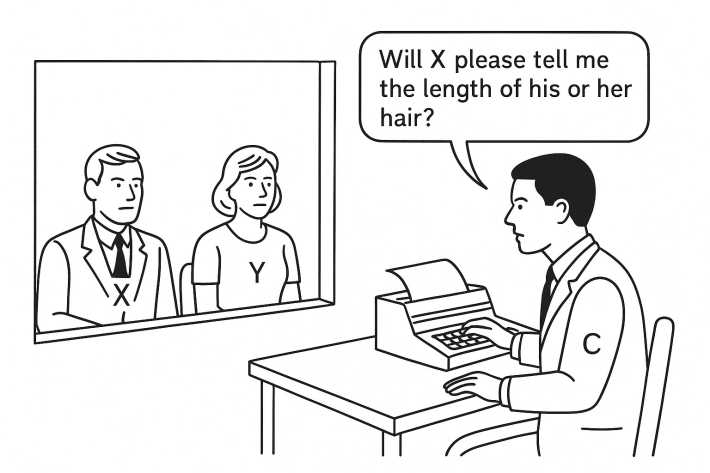 Will X please tell me
the length of his or her
hair?
X
Y
C